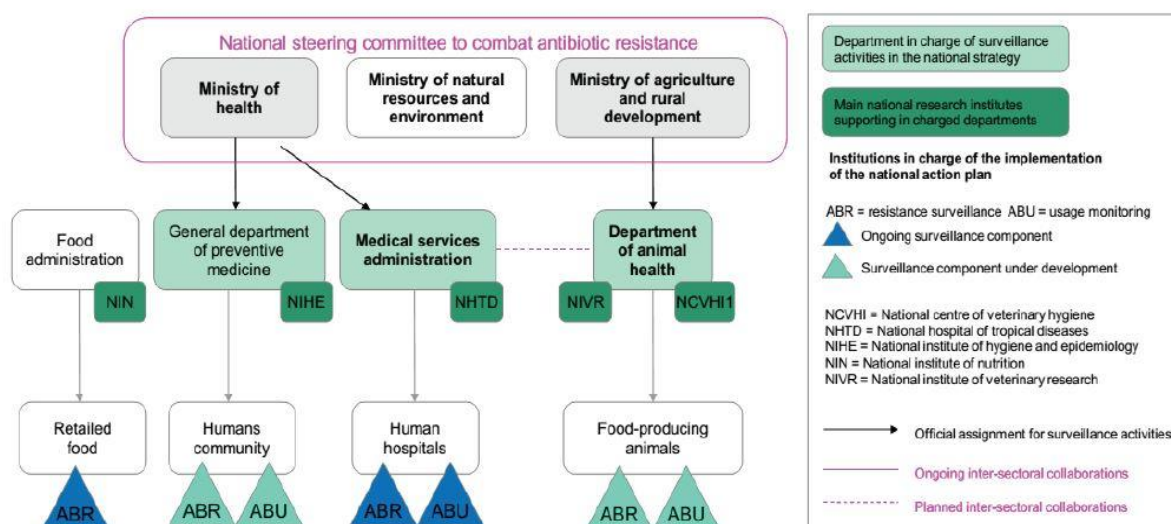 National steering committee to combat antibiotic resistance
Ministry of
health
Ministry of natural
resources and
environment
Ministry of agriculture
and rural
development
Food
administration
NIN
General department
of preventive
medicine
NIHE
Medical services
administration
NHTD
Department
of animal
health
NIVR
NCVHI1
Retailed
food
ABR
Humans
community
ABR
ABU
Human
hospitals
ABR
ABU
Food-producing
animals
ABR
ABU
Department in charge of surveillance
activities in the national strategy
Main national research institutes
supporting in charged departments
Institutions in charge of the implementation
of the national action plan
ABR = resistance surveillance ABU = usage monitoring
Ongoing surveillance component
Surveillance component under development
NCVHI = National centre of veterinary hygiene
NHTD = National hospital of tropical diseases
NIHE = National institute of hygiene and epidemiology
NIN = National institute of nutrition
NIVR = National institute of veterinary research
Official assignment for surveillance activities
Ongoing inter-sectoral collaborations
Planned inter-sectoral collaborations